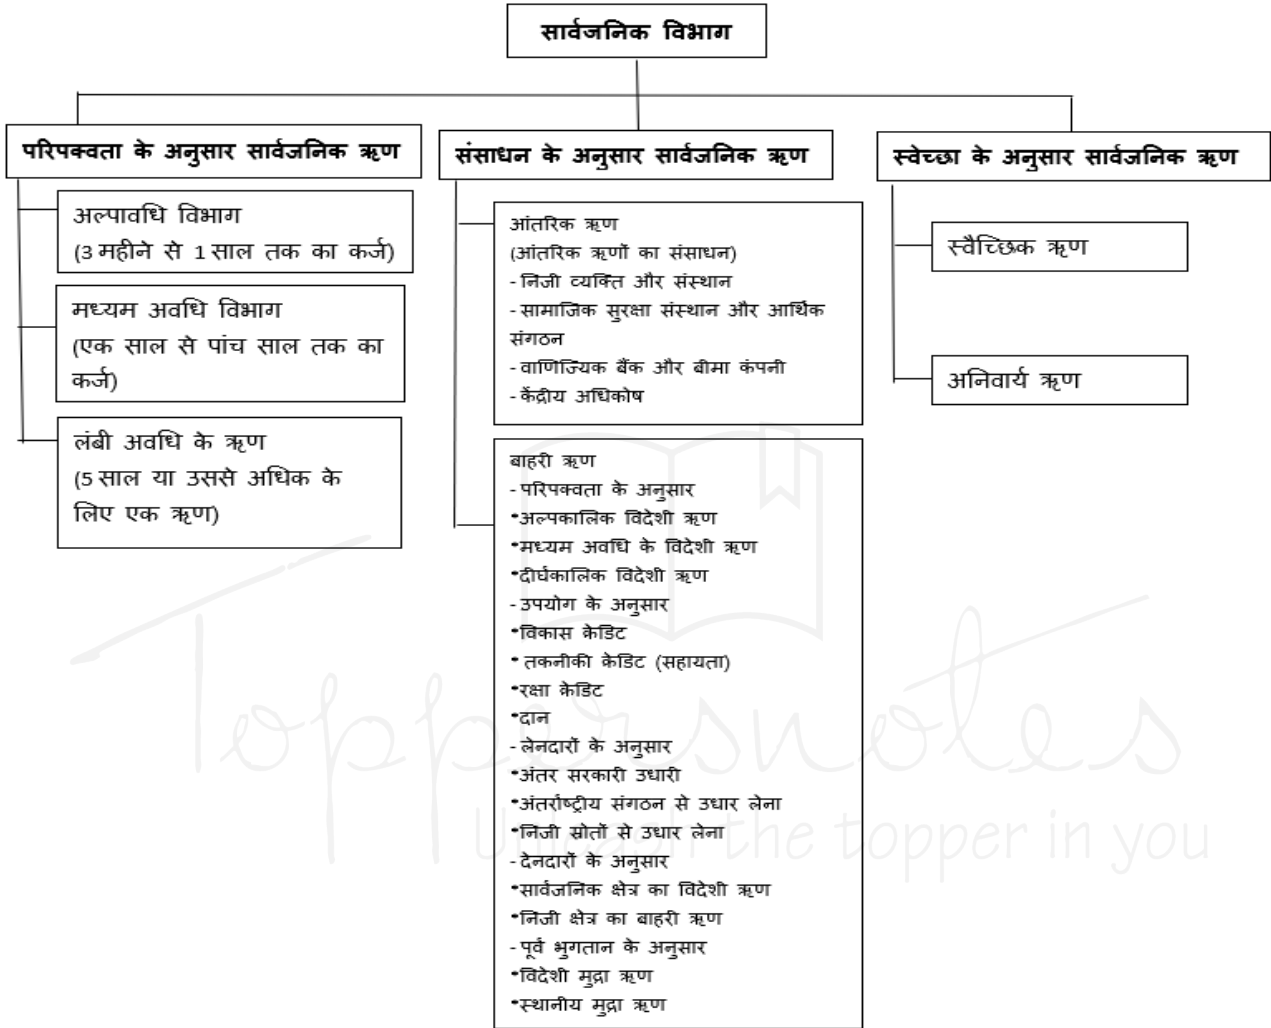 सार्वजनिक विभाग
परिपक्वता के अनुसार सार्वजनिक ऋण
अल्पावधि विभाग
(3 महीने से 1 साल तक का कर्ज)
मध्यम अवधि विभाग
(एक साल से पांच साल तक का
कर्ज)
लंबी अवधि के ऋण
(5 साल या उससे अधिक के
लिए एक ऋण)
संसाधन के अनुसार सार्वजनिक ऋण
आंतरिक ऋण
(आंतरिक ऋणों का संसाधन)
- निजी व्यक्ति और संस्थान
- सामाजिक सुरक्षा संस्थान और आर्थिक
संगठन
- वाणिज्यिक बैंक और बीमा कंपनी
- केंद्रीय अधिकोष
बाहरी ऋण
- परिपक्वता के अनुसार
•अल्पकालिक विदेशी ऋण
•मध्यम अवधि के विदेशी ऋण
•दीर्घकालिक विदेशी ऋण
- उपयोग के अनुसार
•विकास क्रेडिट
• तकनीकी क्रेडिट (सहायता)
•रक्षा क्रेडिट
•दान
- लेनदारों के अनुसार
•अंतर सरकारी उधारी
•अंतर्राष्ट्रीय संगठन से उधार लेना
•निजी स्रोतों से उधार लेना
- देनदारों के अनुसार
•सार्वजनिक क्षेत्र का विदेशी ऋण
•निजी क्षेत्र का बाहरी ऋण
- पूर्व भुगतान के अनुसार
•विदेशी मुद्रा ऋण
•स्थानीय मुद्रा ऋण
स्वेच्छा के अनुसार सार्वजनिक ऋण
स्वैच्छिक ऋण
अनिवार्य ऋण
Toppersnotes
Unleash the topper in you